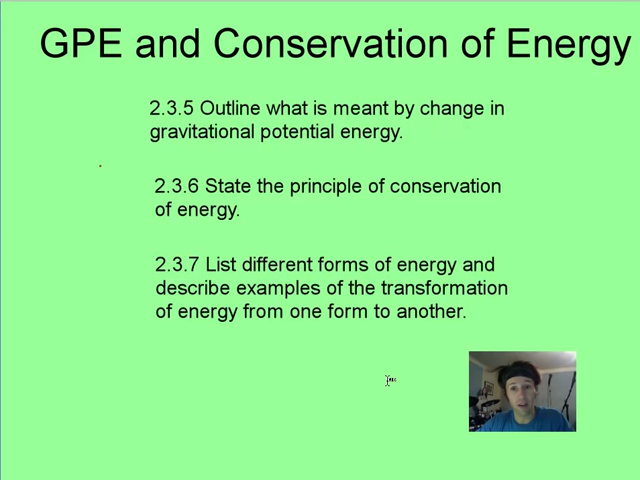 GPE and Conservation of Energy
2.3.5 Outline what is meant by change in
gravitational potential energy.
2.3.6 State the principle of conservation
of energy.
2.3.7 List different forms of energy and
describe examples of the transformation
of energy from one form to another.